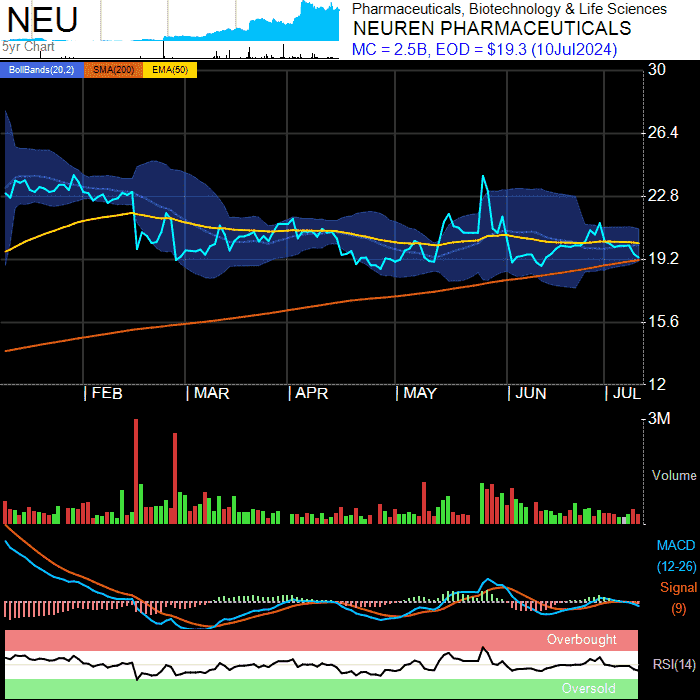 NEU
5yr Chart
Pharmaceuticals, Biotechnology & Life Sciences
NEUREN PHARMACEUTICALS
MC = 2.5B, EOD = $19.3 (10Jul2024)
BollBands(20,2) SMA(200) EMA(50)
30
26.4
22.8
19.2
15.6
12
| FEB | MAR | APR | MAY | JUN | JUL
3M
Volume
MACD
(12-26)
Signal
(9)
Overbought
RSI(14)
Oversold